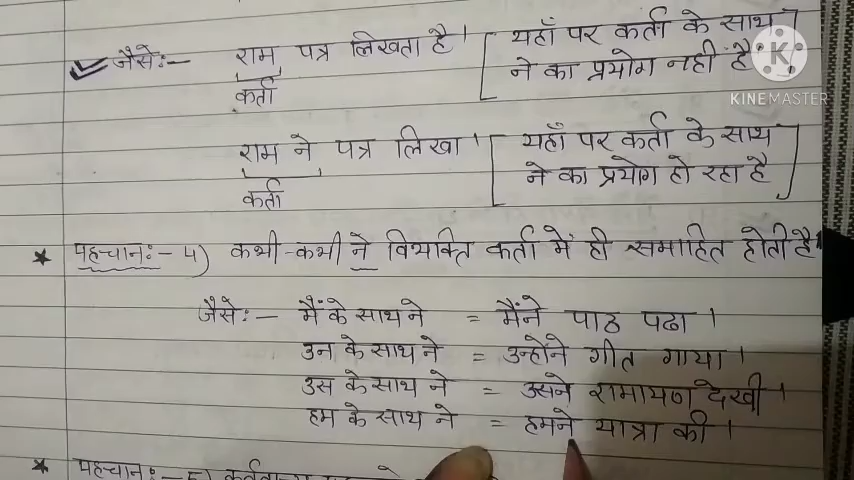 जैसेः- राम पत्र लिखता है। [ यहाँ पर कर्ता के साथ
कर्ता ने का प्रयोग नही है ]
K
KINEMASTER
राम ने पत्र लिखा। [ यहाँ पर कर्ता के साथ
कर्ता ने का प्रयोग हो रहा है ]
* पहचानः- 4) कभी-कभी ने विभक्ति कर्ता में ही समाहित होती है
जैसेः- मैं के साथ ने = मैंने पाठ पढा।
उन के साथ ने = उन्होंने गीत गाया।
उस के साथ ने = उसने रामायण देखी।
हम के साथ ने = हमने यात्रा की।
* पहचानः- 5)